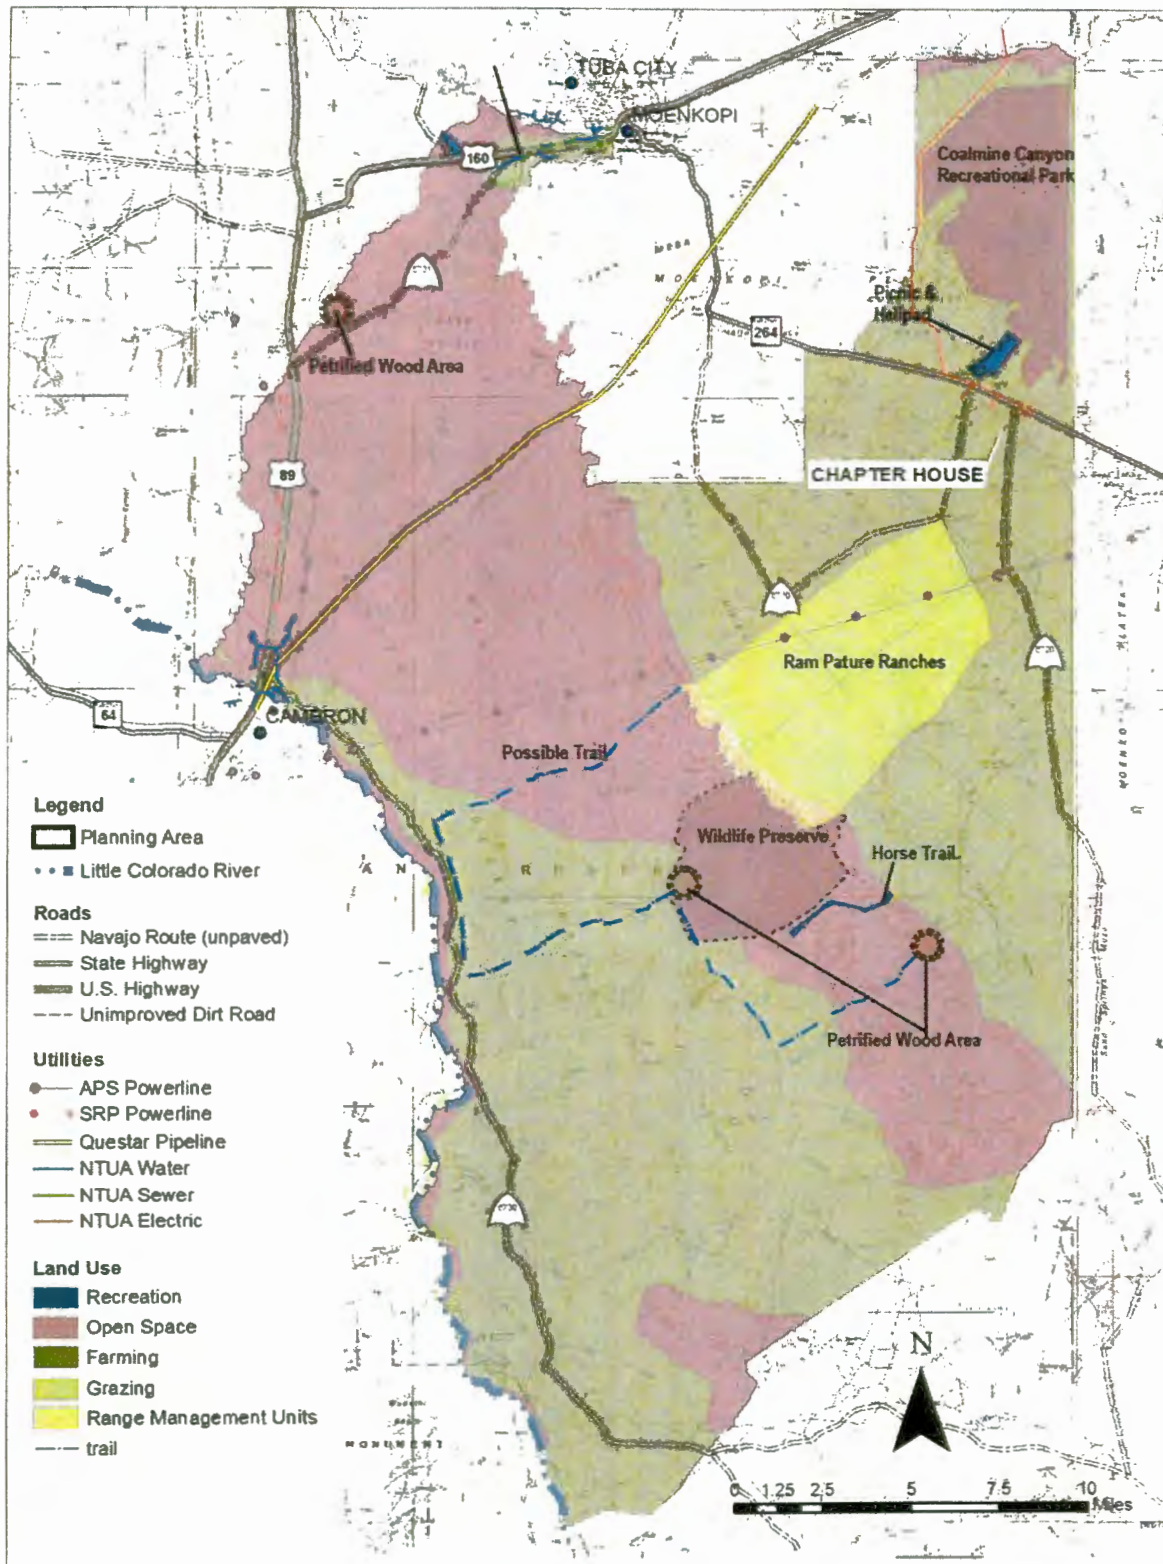 TUBA CITY
MOENKOPI
160
Coalmine Canyon
Recreational Park
MESA
MOENKOPI
Picnic &
Helipad
264
Petrified Wood Area
89
CHAPTER HOUSE
Ram Pature Ranches
64
CAMBRON
Possible Trail
Wildlife Preserve
Horse Trail
Petrified Wood Area
MONUMENT
N
0 1.25 2.5 5 7.5 10
Miles
Legend
Planning Area
Little Colorado River
Roads
Navajo Route (unpaved)
State Highway
U.S. Highway
Unimproved Dirt Road
Utilities
APS Powerline
SRP Powerline
Questar Pipeline
NTUA Water
NTUA Sewer
NTUA Electric
Land Use
Recreation
Open Space
Farming
Grazing
Range Management Units
trail